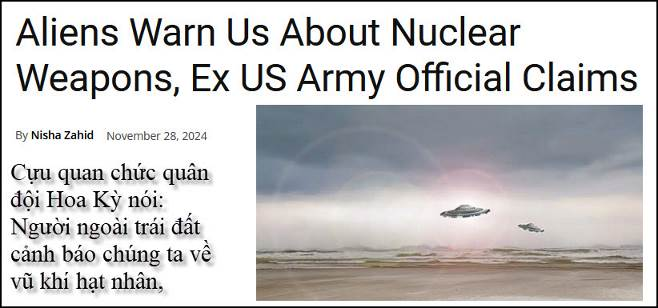 Aliens Warn Us About Nuclear
Weapons, Ex US Army Official Claims
By Nisha Zahid November 28, 2024
Cựu quan chức quân
đội Hoa Kỳ nói:
Người ngoài trái đất
cảnh báo chúng ta về
vũ khí hạt nhân,